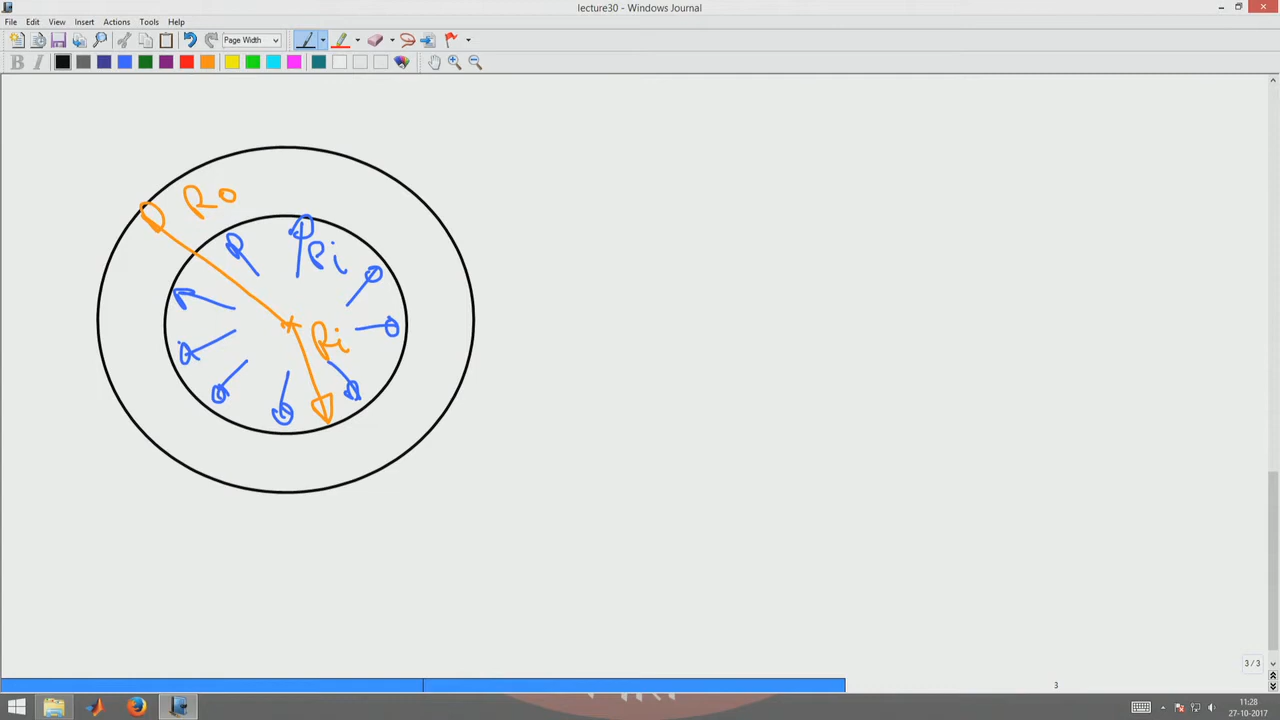 lecture30 - Windows Journal
File Edit View Insert Actions Tools Help
Page Width
B I
Ro
Pi
Ri
3 / 3
3
11:28
27-10-2017